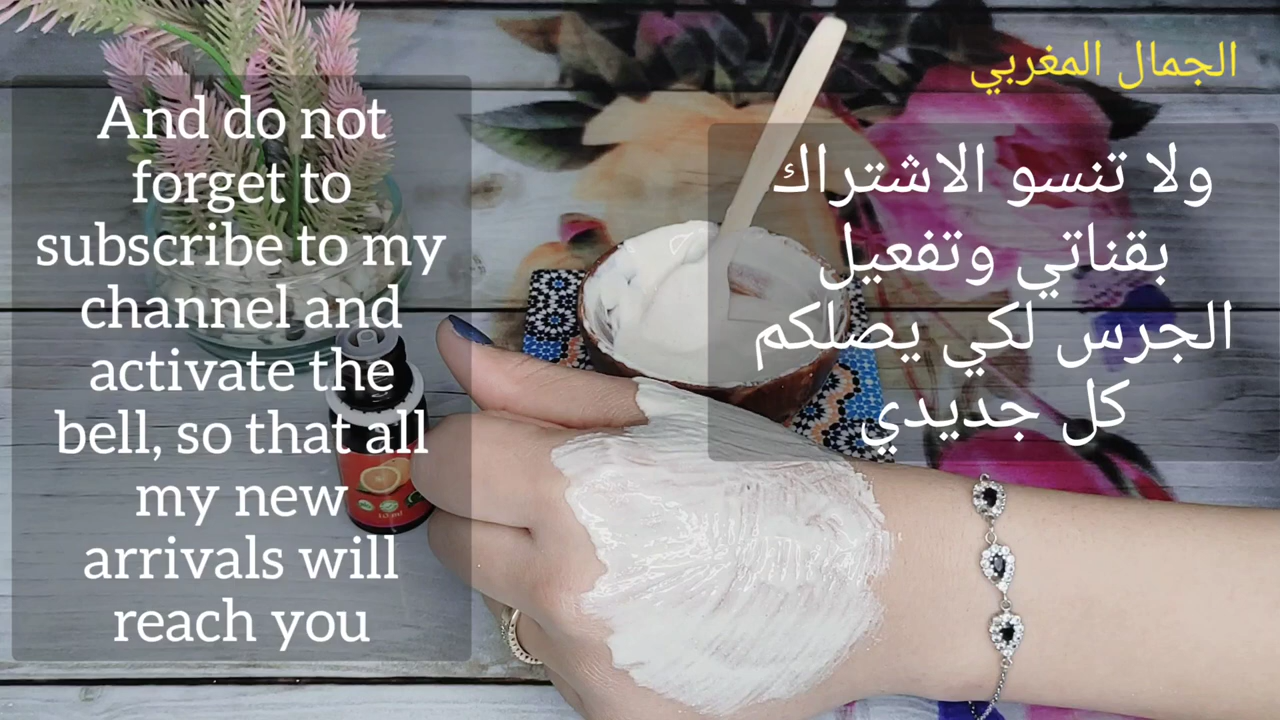 And do not
forget to
subscribe to my
channel and
activate the
bell, so that all
my new
arrivals will
reach you
الجمال المغربي
ولا تنسو الاشتراك
بقناتي وتفعيل
الجرس لكي يصلكم
كل جديدي